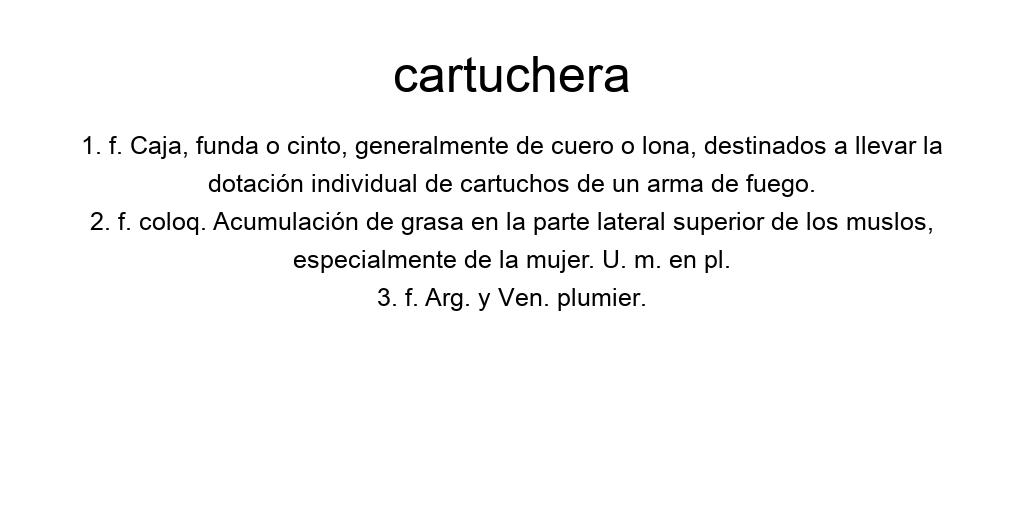 cartuchera
1. f. Caja, funda o cinto, generalmente de cuero o lona, destinados a llevar la
dotación individual de cartuchos de un arma de fuego.
2. f. coloq. Acumulación de grasa en la parte lateral superior de los muslos,
especialmente de la mujer. U. m. en pl.
3. f. Arg. y Ven. plumier.